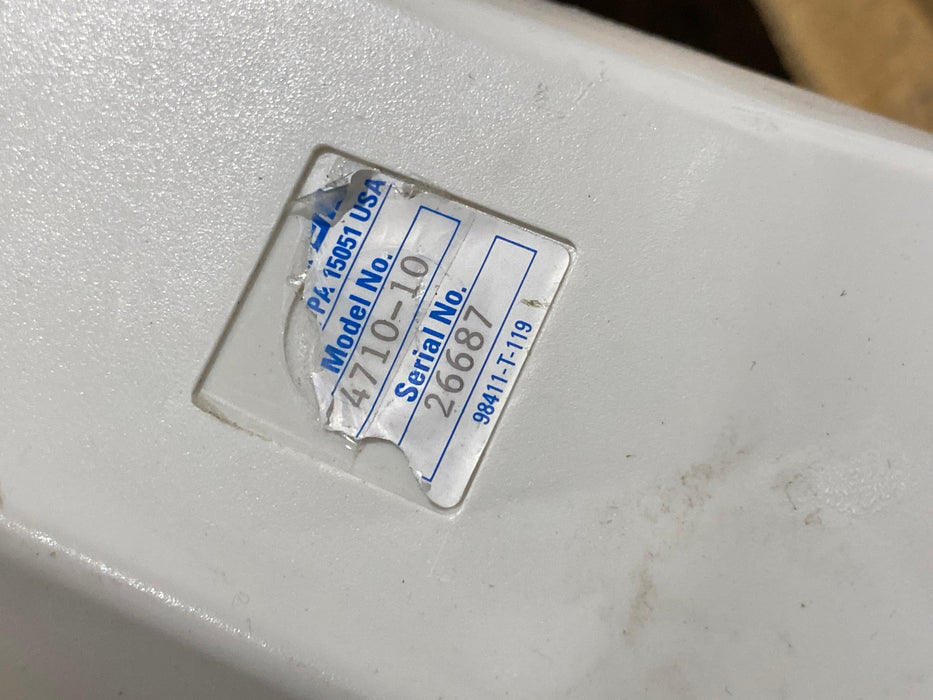 PA 15051 USA
Model No.
4710-10
Serial No.
26687
98411-T-119